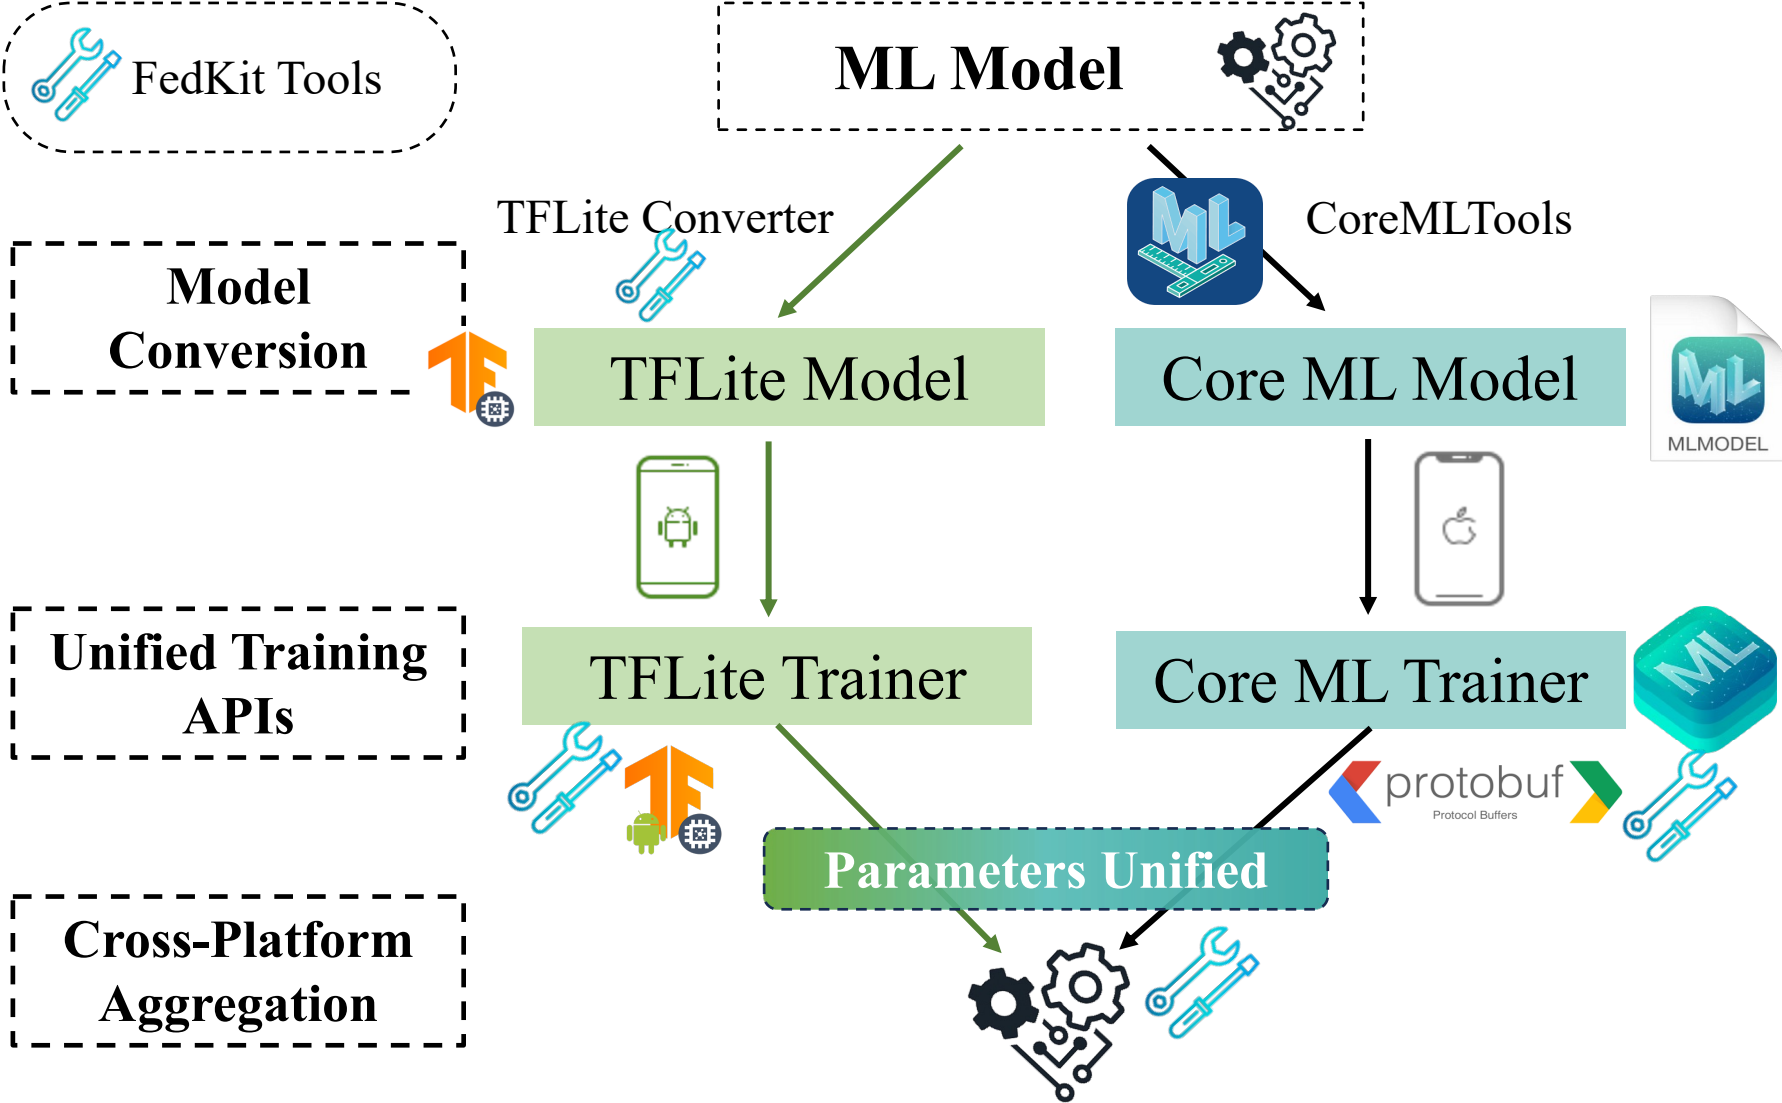 FedKit Tools
ML Model
TFLite Converter
CoreMLTools
Model
Conversion
TFLite Model
Core ML Model
MLMODEL
Unified Training
APIs
TFLite Trainer
Core ML Trainer
ML
protobuf
Protocol Buffers
Parameters Unified
Cross-Platform
Aggregation